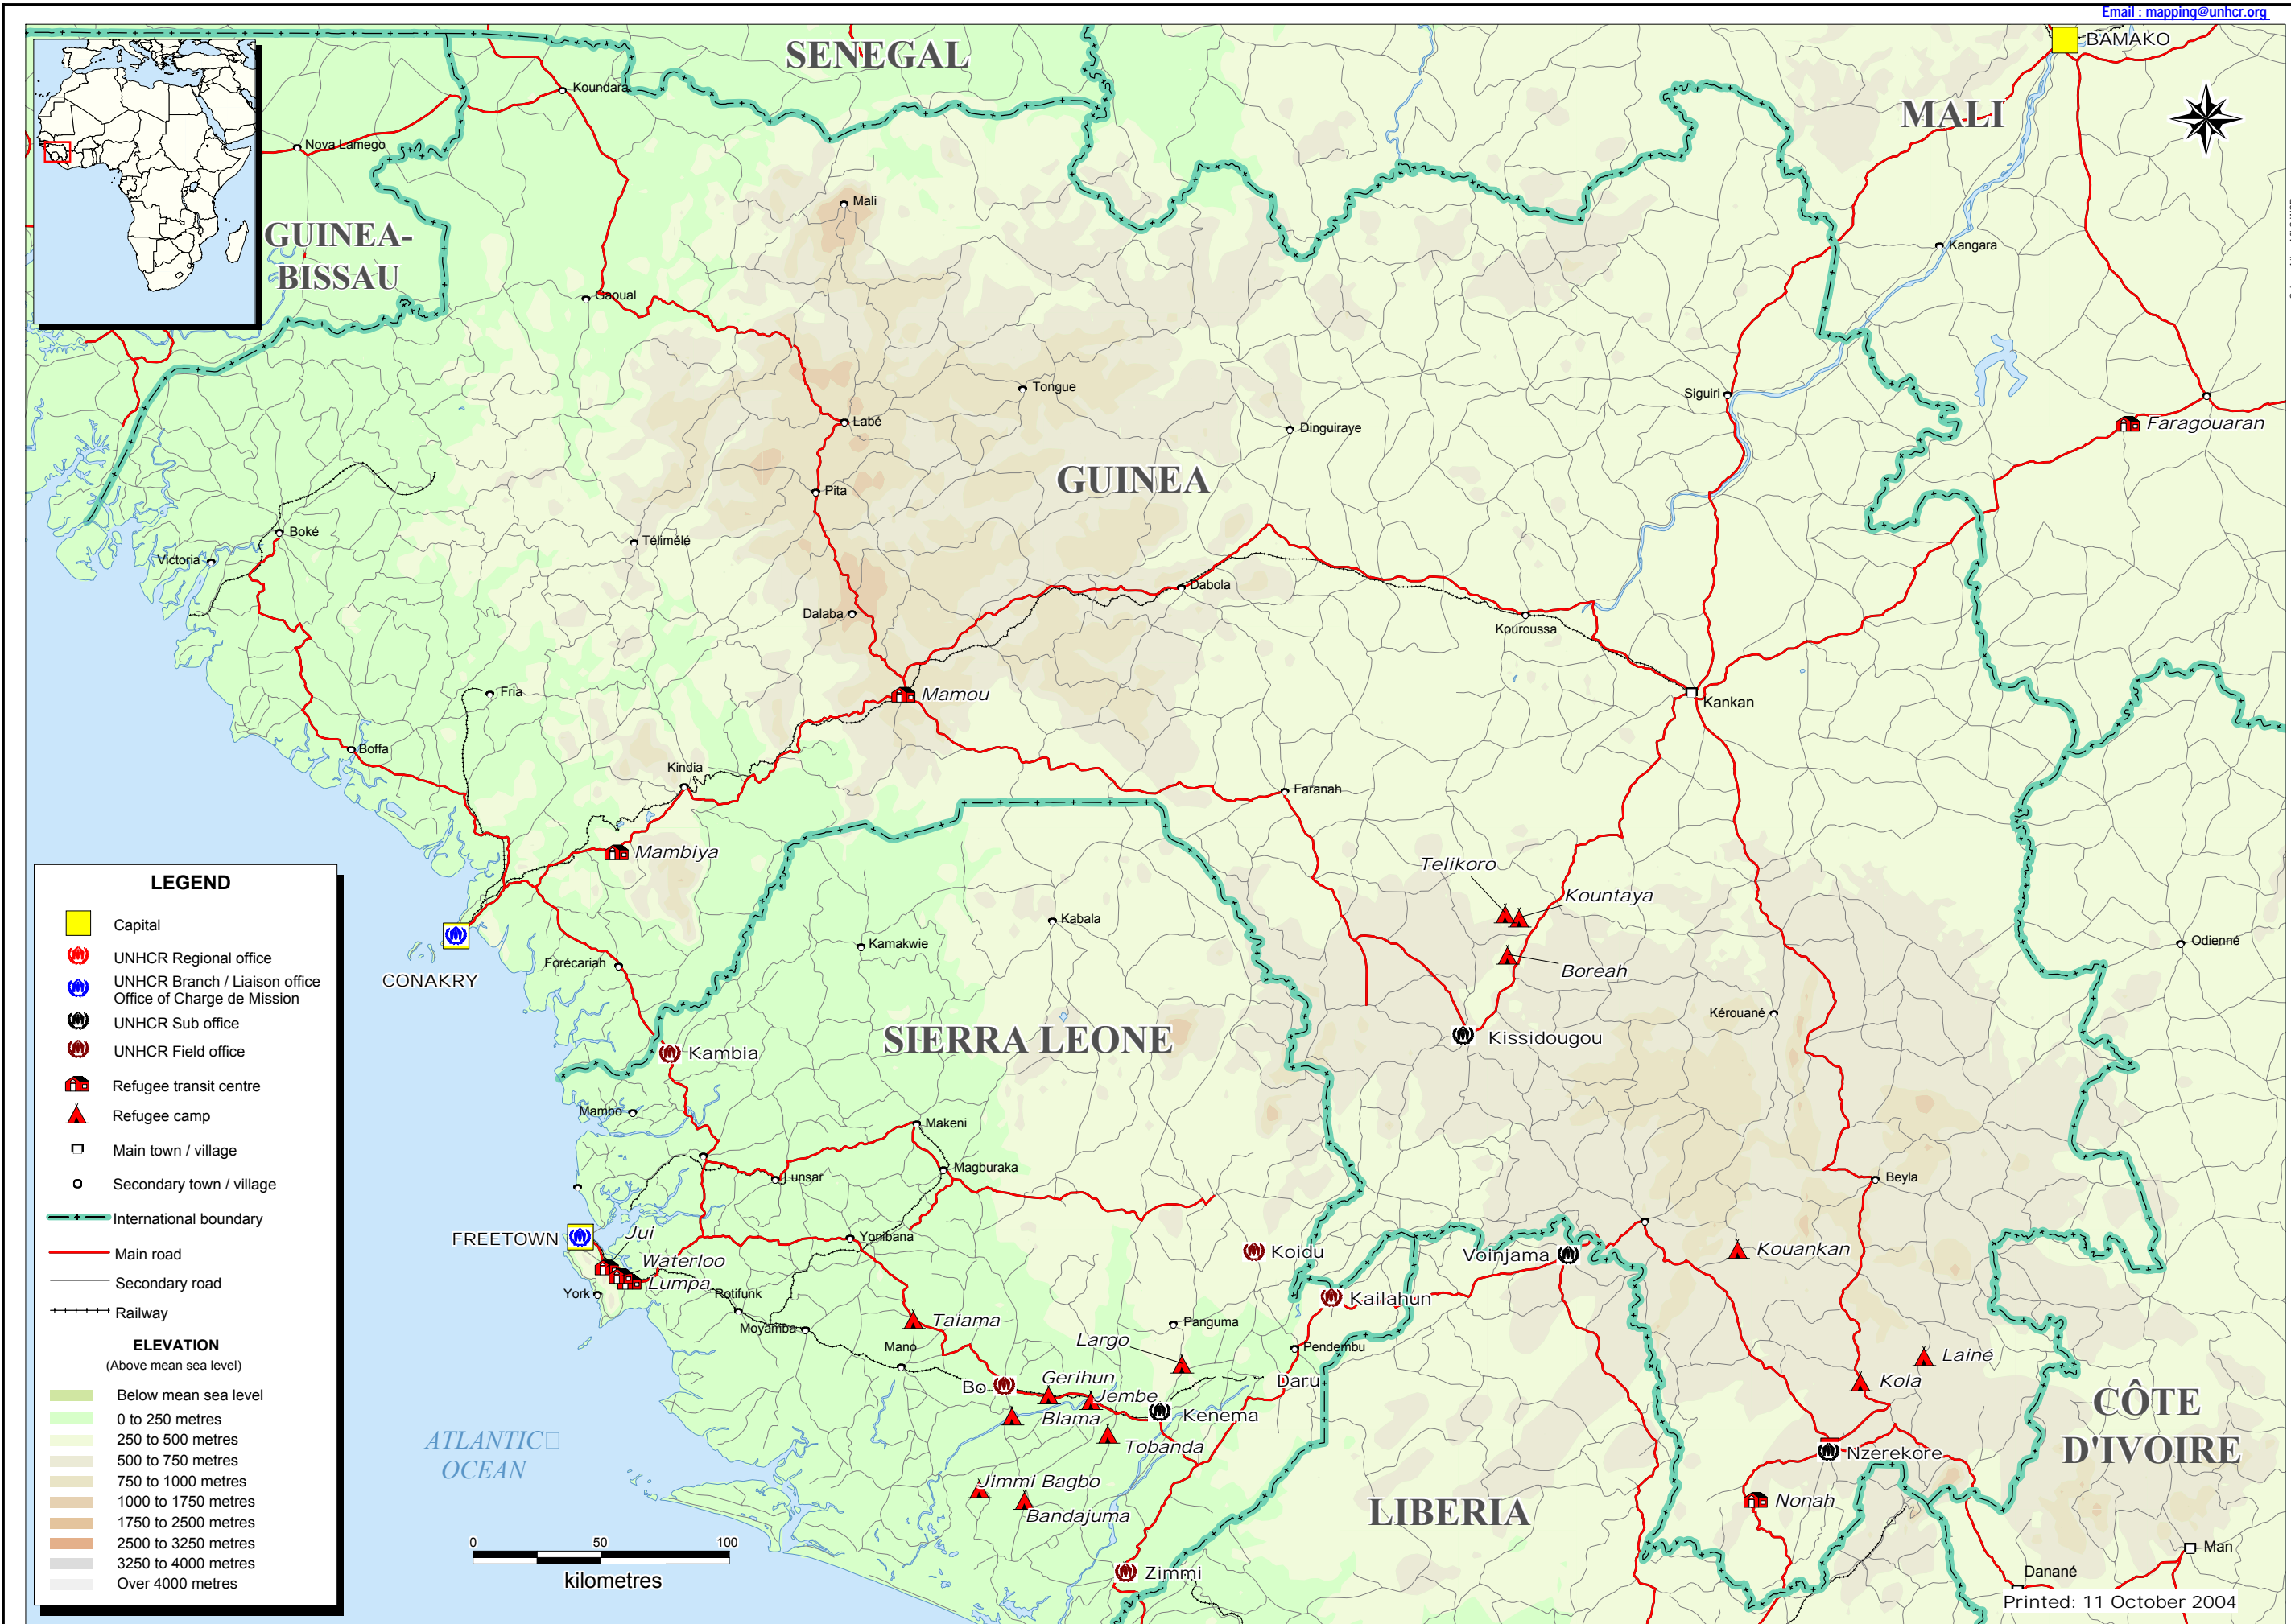 Email : mapping@unhcr.org
BAMAKO
SENEGAL
MALI
Koundara
Nova Lamego
Mali
GUINEA-
BISSAU
Kangara
Gaoual
Tongue
Siguiri
Labé
Dinguiraye
Faragouaran
GUINEA
Pita
Boké
Télimélé
Victoria
Dabola
Dalaba
Kouroussa
Fria
Mamou
Kankan
Boffa
Kindia
Faranah
Mambiya
Telikoro
Kountaya
LEGEND
Capital
UNHCR Regional office
UNHCR Branch / Liaison office
Office of Charge de Mission
UNHCR Sub office
UNHCR Field office
Refugee transit centre
Refugee camp
Main town / village
Secondary town / village
International boundary
Main road
Secondary road
Railway
ELEVATION
(Above mean sea level)
Below mean sea level
0 to 250 metres
250 to 500 metres
500 to 750 metres
750 to 1000 metres
1000 to 1750 metres
1750 to 2500 metres
2500 to 3250 metres
3250 to 4000 metres
Over 4000 metres
Kabala
Kamakwie
Odienné
Forécariah
CONAKRY
Boreah
Kérouané
SIERRA LEONE
Kissidougou
Kambia
Mambo
Makeni
Magburaka
Lunsar
Beyla
FREETOWN
Jui
Yonibana
Koidu
Voinjama
Kouankan
Waterloo
Lumpa
York
Rotifunk
Kailahun
Taiama
Panguma
Moyamba
Largo
Mano
Pendembu
Lainé
Bo
Gerihun
Daru
Kola
Jembe
CÔTE
D'IVOIRE
Blama
Kenema
Tobanda
Nzerekore
ATLANTIC
OCEAN
Jimmi Bagbo
Nonah
Bandajuma
LIBERIA
0 50 100
kilometres
Zimmi
Man
Danané
Printed: 11 October 2004